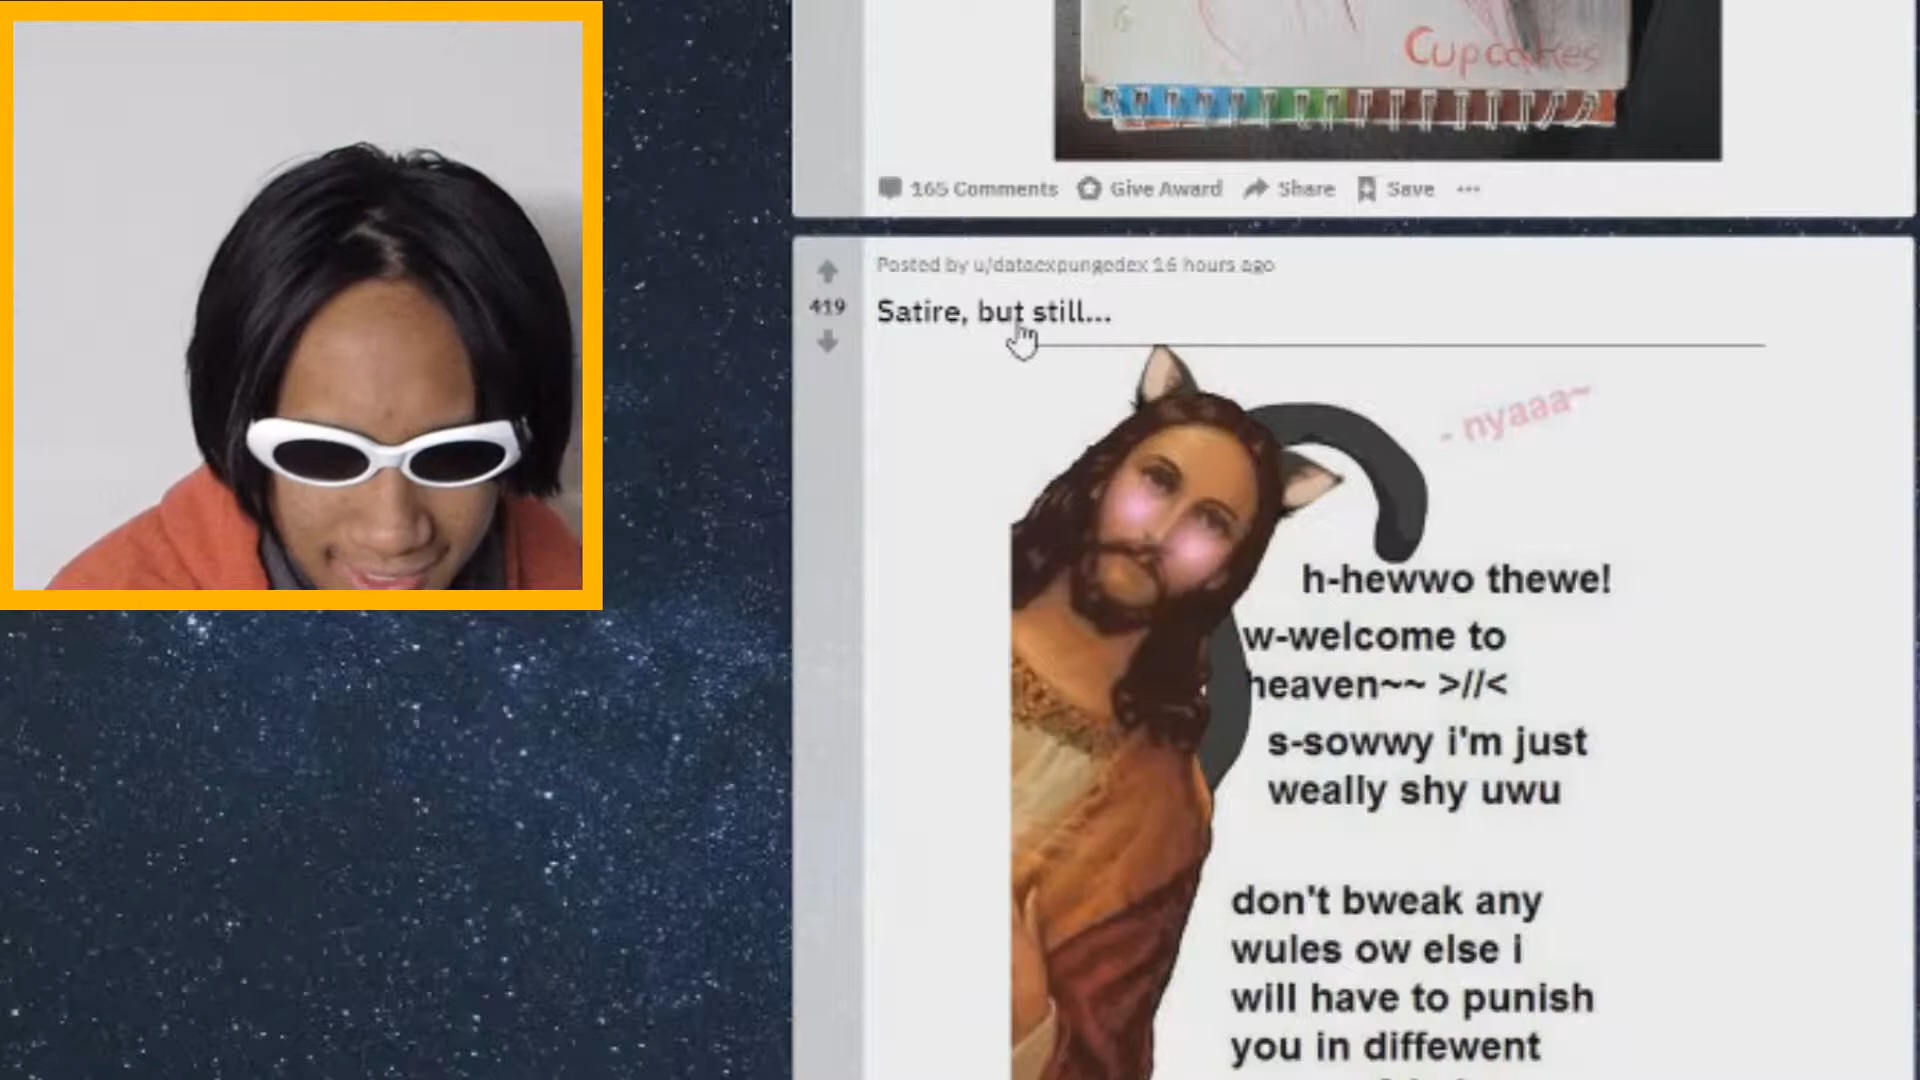 Cupcakes
165 Comments Give Award Share Save ...
Posted by u/dataexpungedex 16 hours ago
419
Satire, but still...
- nyaaa~
h-hewwo thewe!
w-welcome to
heaven~~ >//<
s-sowwy i'm just
weally shy uwu
don't bweak any
wules ow else i
will have to punish
you in diffewent